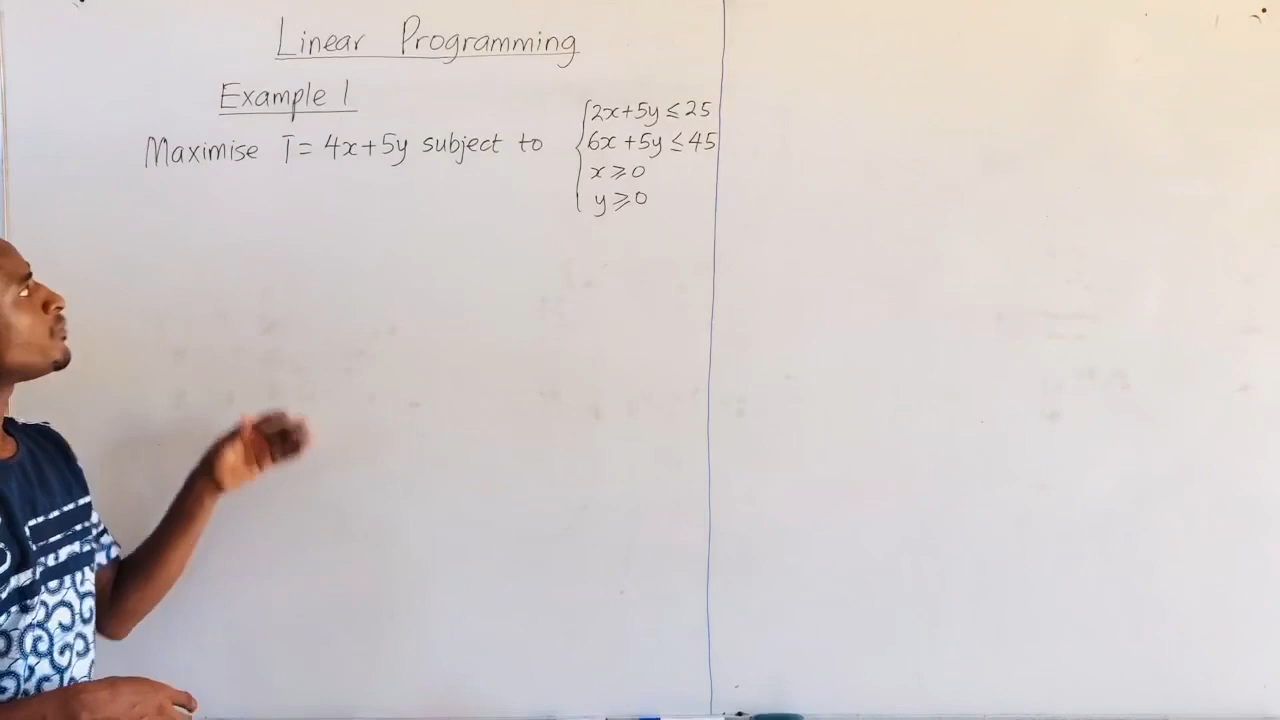 Linear Programming
Example 1
Maximise T = 4x+5y subject to
2x+5y ≤ 25
6x+5y ≤ 45
x ⩾ 0
y ⩾ 0